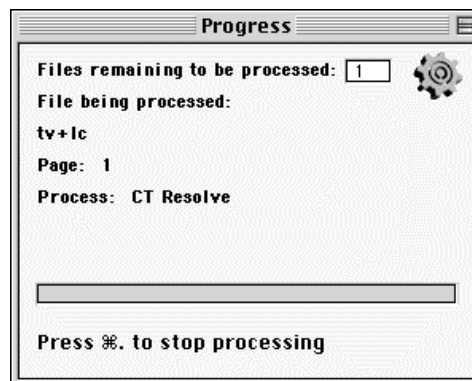 Progress
Files remaining to be processed: 1
File being processed:
tv+lc
Page: 1
Process: CT Resolve
Press ⌘. to stop processing